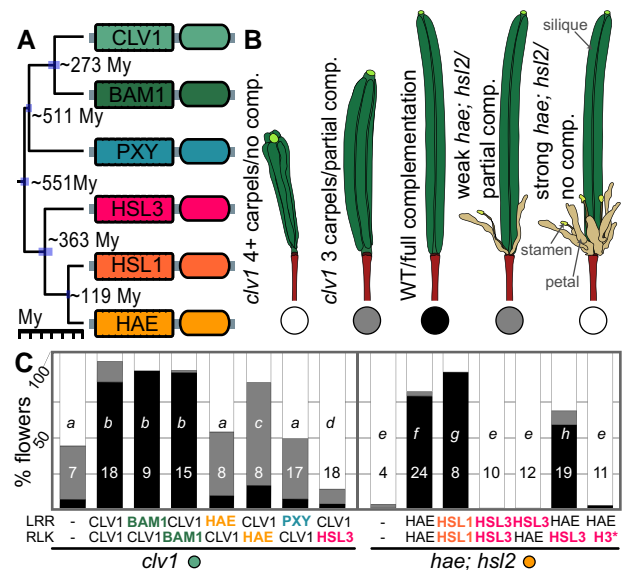 A
CLV1
~273 My
BAM1
~511 My
PXY
~551My
HSL3
~363 My
HSL1
~119 My
HAE
My
B
clv1 4+ carpels/no comp.
clv1 3 carpels/partial comp.
WT/full complementation
weak hae; hsl2/
partial comp.
strong hae; hsl2/
no comp.
silique
stamen
petal
C
% flowers
100
50
a b b b a c a d e f g e e h e
7 18 9 15 8 8 17 18 4 24 8 10 12 19 11
LRR - CLV1 BAM1 CLV1 HAE CLV1 PXY CLV1 - HAE HSL1 HSL3 HSL3 HAE HAE
RLK - CLV1 CLV1 BAM1 CLV1 HAE CLV1 HSL3 - HAE HSL1 HSL3 HAE HSL3 H3*
clv1 hae; hsl2